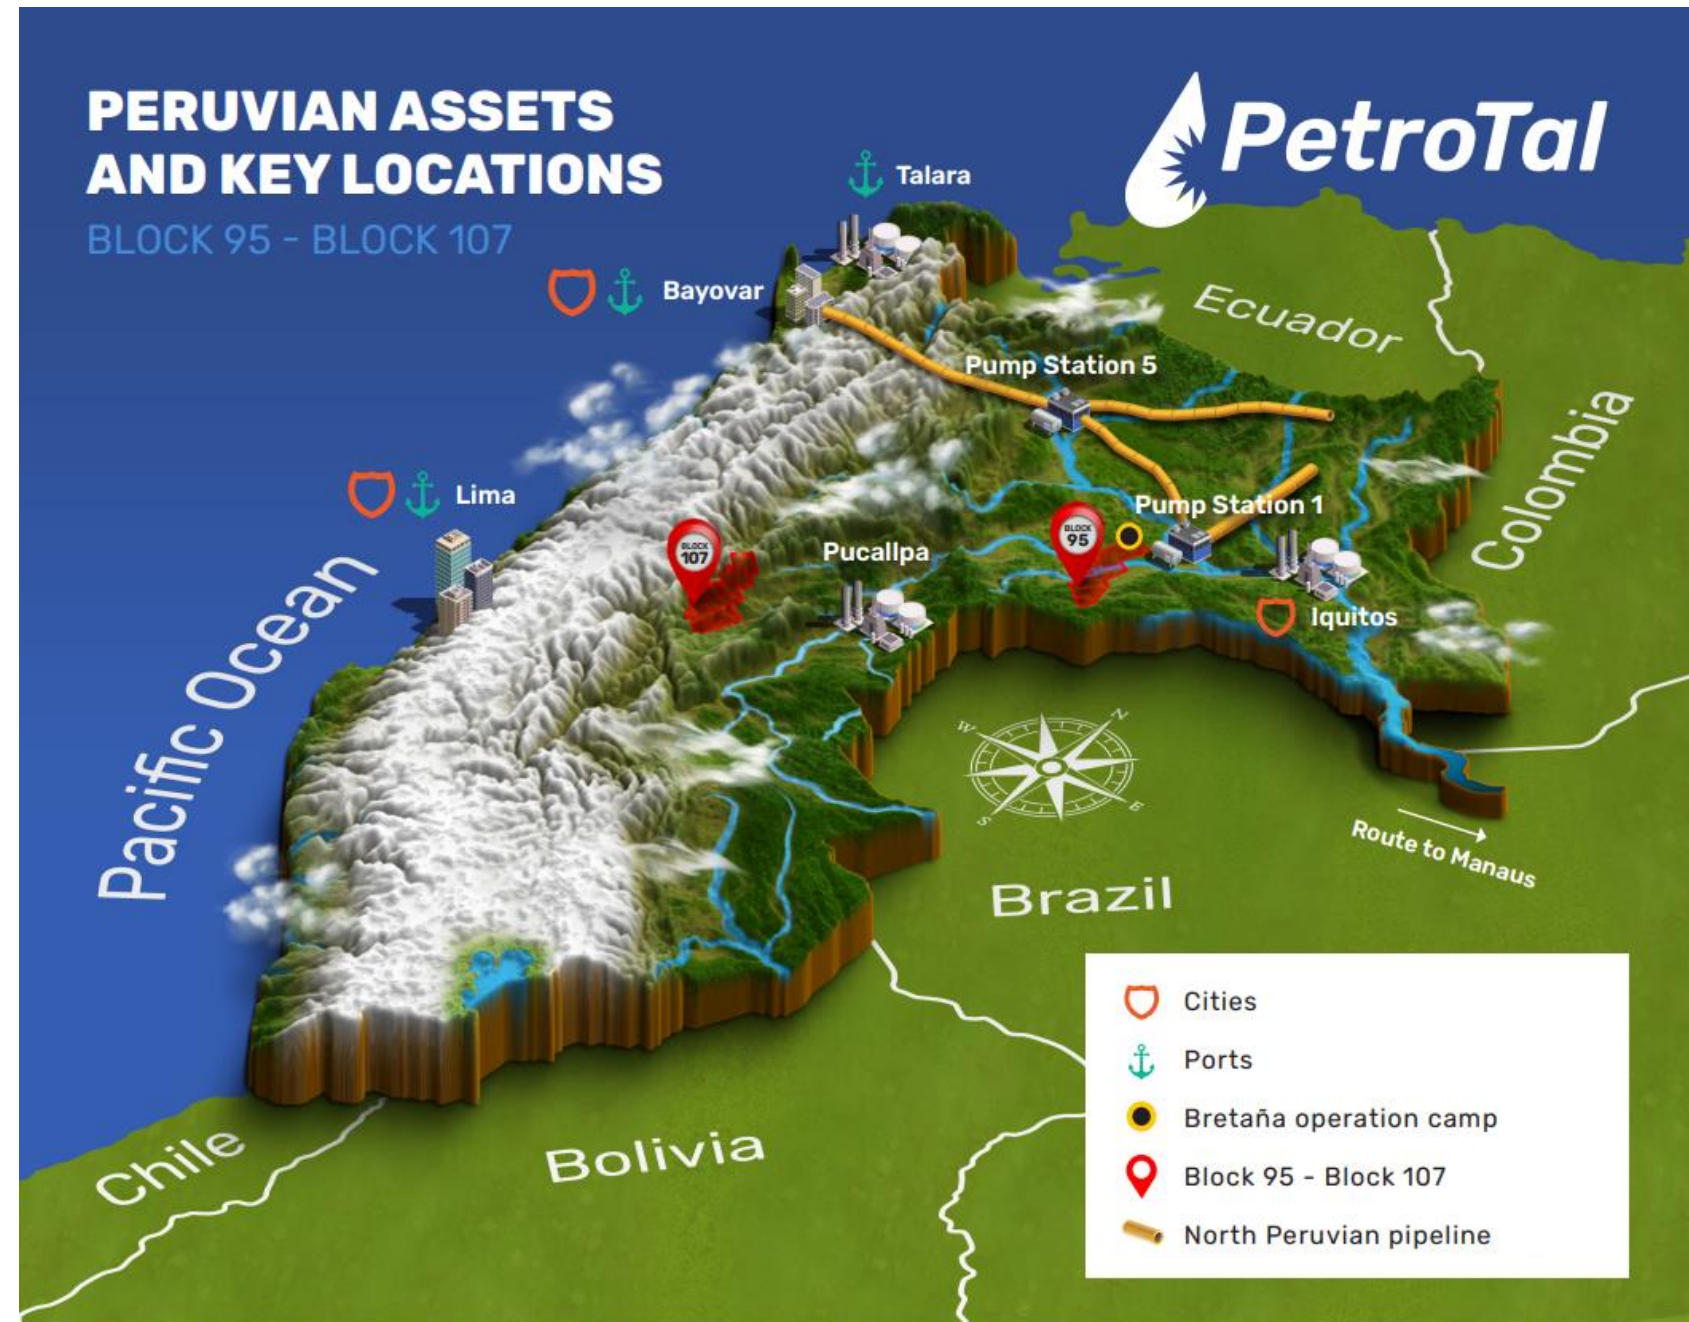 PERUVIAN ASSETS
AND KEY LOCATIONS
BLOCK 95 - BLOCK 107
PetroTal
Talara
Bayovar
Ecuador
Pump Station 5
Colombia
Lima
Pump Station 1
BLOCK
107
BLOCK
95
Pucallpa
Iquitos
Pacific Ocean
W
N
S
E
Route to Manaus
Brazil
Chile
Bolivia
Cities
Ports
Bretaña operation camp
Block 95 - Block 107
North Peruvian pipeline